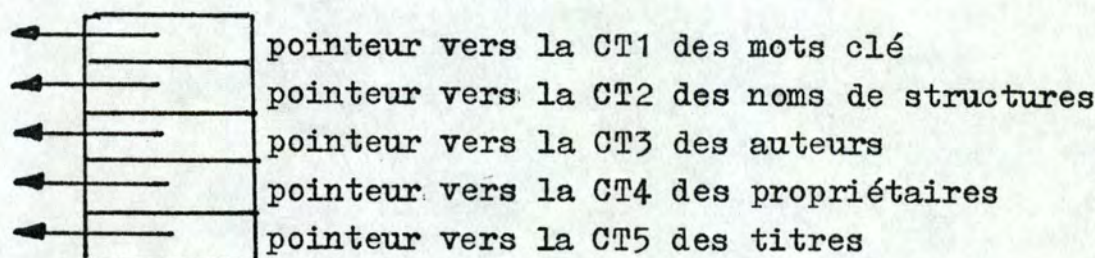 pointeur vers la CT1 des mots clé
pointeur vers la CT2 des noms de structures
pointeur vers la CT3 des auteurs
pointeur vers la CT4 des propriétaires
pointeur vers la CT5 des titres